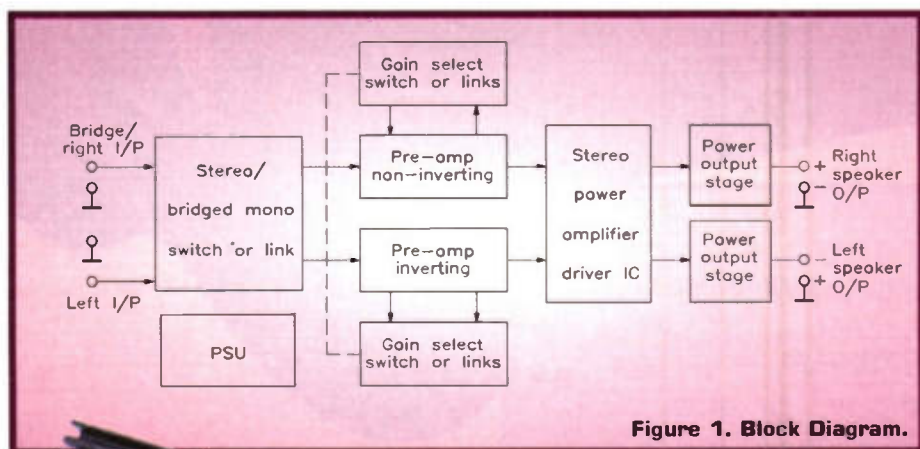 Goin select
switch or links
Bridge/
right I/P
Stereo/
bridged mono
switch or link
Left I/P
PSU
Pre-omp
non-inverting
Pre-omp
inverting
Goin select
switch or links
Stereo
power
omplifier
driver IC
Power
output
stage
Power
output
stage
+ Right
speaker
- O/P
- Left
speaker
+ O/P
Figure 1. Block Diagram.